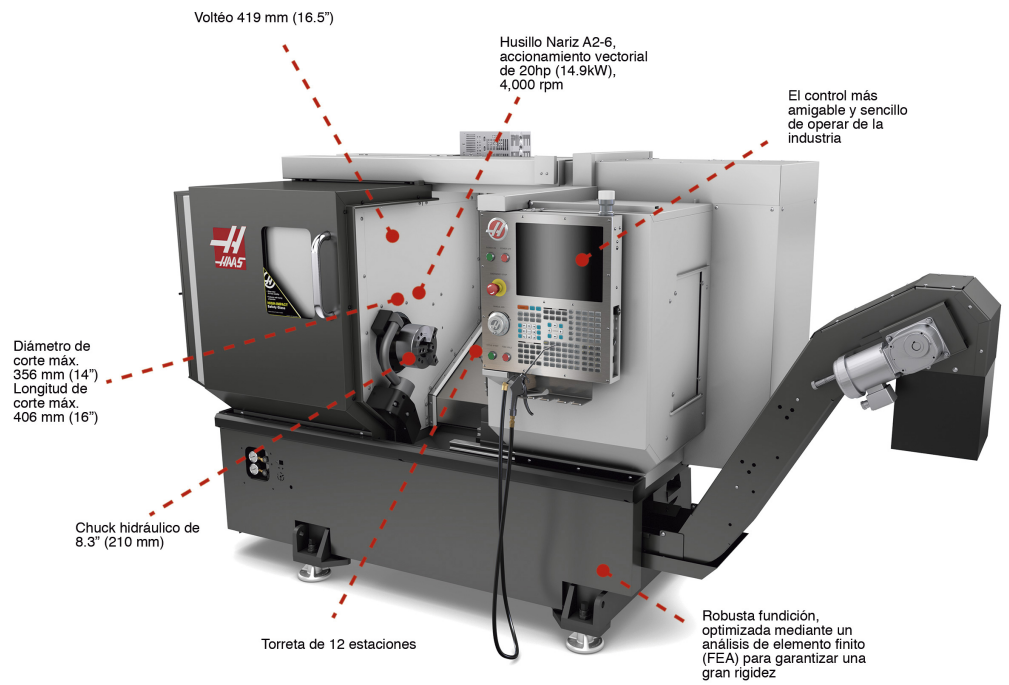 Voltéo 419 mm (16.5”)
Husillo Nariz A2-6,
accionamiento vectorial
de 20hp (14.9kW),
4,000 rpm
El control más
amigable y sencillo
de operar de la
industria
HAAS
Diámetro de
corte máx.
356 mm (14”)
Longitud de
corte máx.
406 mm (16”)
Chuck hidráulico de
8.3” (210 mm)
Torreta de 12 estaciones
Robusta fundición,
optimizada mediante un
análisis de elemento finito
(FEA) para garantizar una
gran rigidez